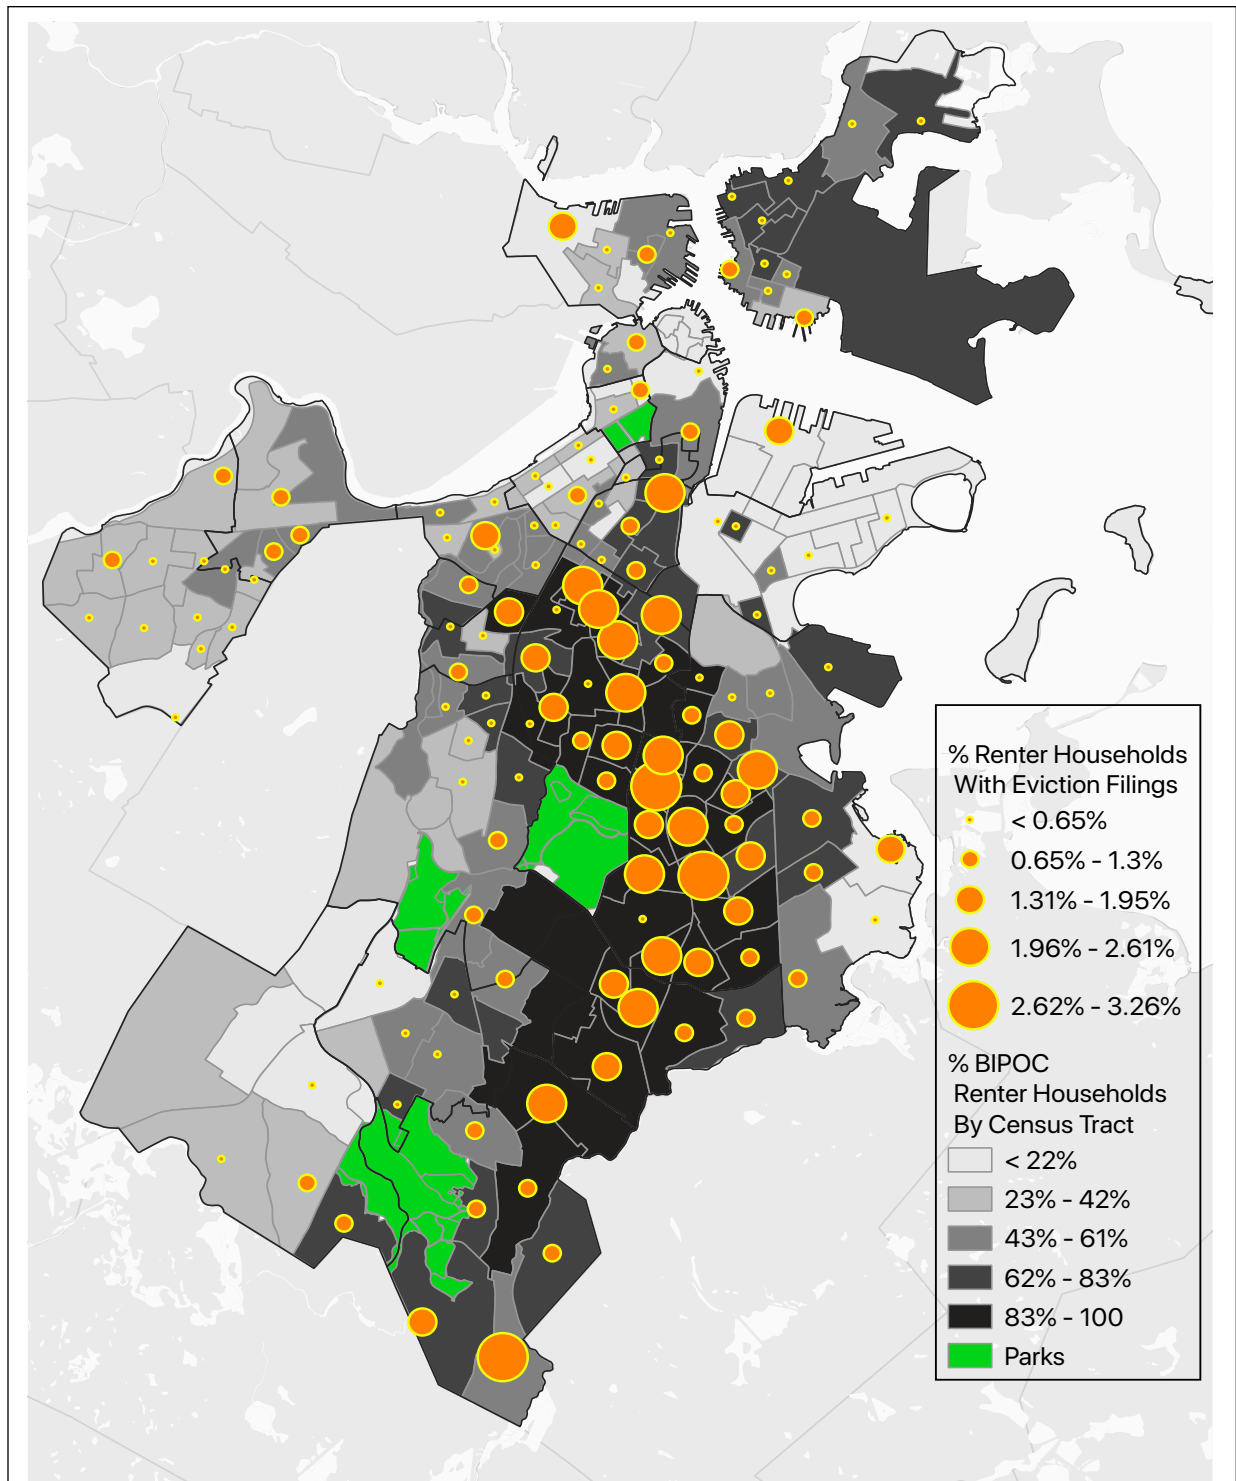 % Renter Households
With Eviction Filings
< 0.65%
0.65% - 1.3%
1.31% - 1.95%
1.96% - 2.61%
2.62% - 3.26%
% BIPOC
Renter Households
By Census Tract
< 22%
23% - 42%
43% - 61%
62% - 83%
83% - 100
Parks